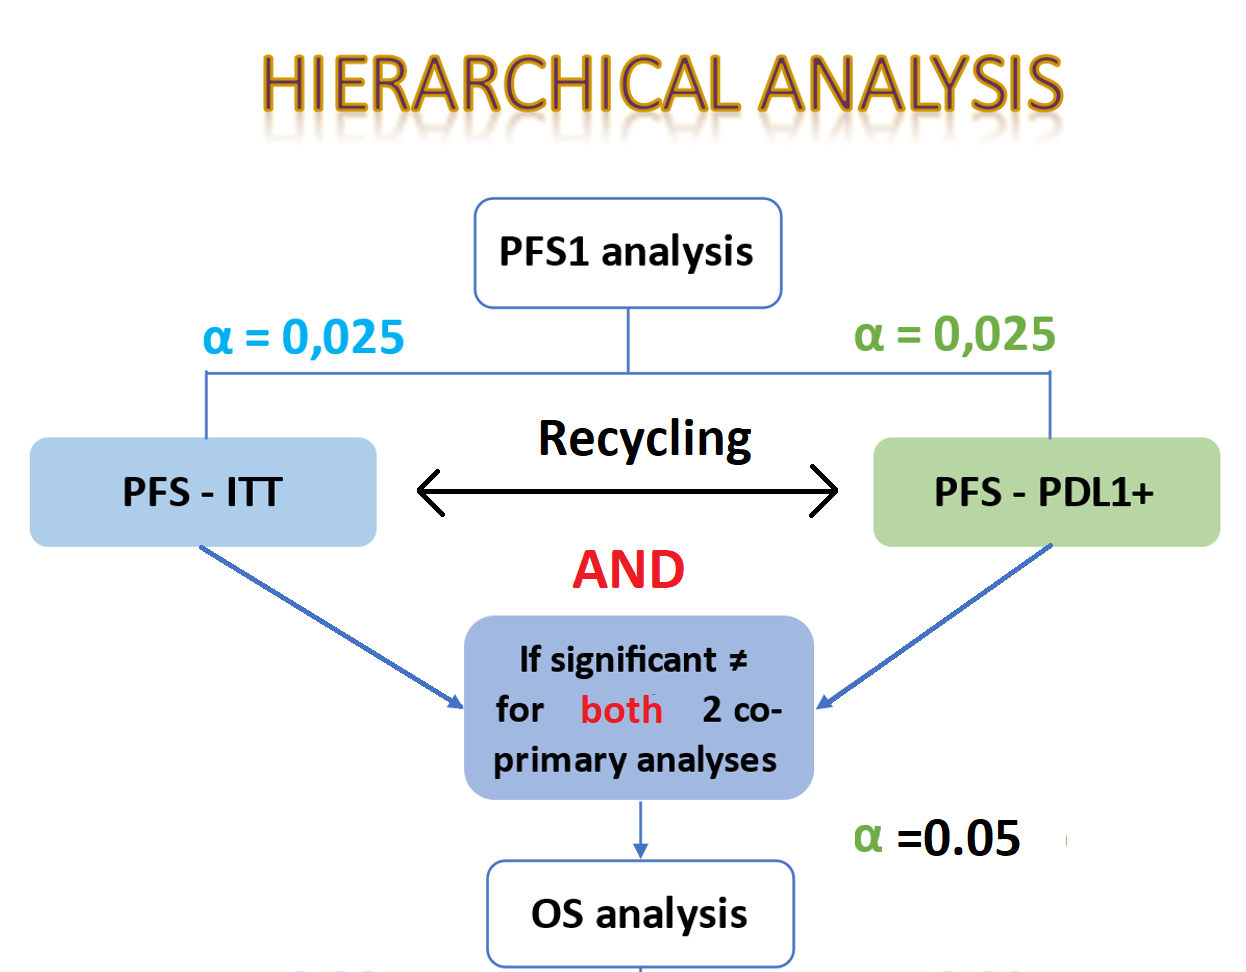 HIERARCHICAL ANALYSIS
PFS1 analysis
α = 0,025
α = 0,025
Recycling
PFS - ITT
PFS - PDL1+
AND
If significant ≠
for both 2 co-
primary analyses
α =0.05
OS analysis